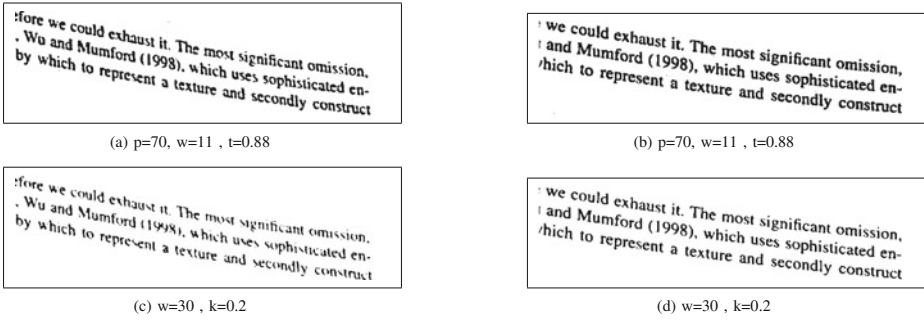 :fore we could exhaust it. The most significant omission,
, Wu and Mumford (1998), which uses sophisticated en-
by which to represent a texture and secondly construct
(a) p=70, w=11 , t=0.88
we could exhaust it. The most significant omission,
and Mumford (1998), which uses sophisticated en-
which to represent a texture and secondly construct
(b) p=70, w=11 , t=0.88
:fore we could exhaust it. The most significant omission,
, Wu and Mumford (1998), which uses sophisticated en-
by which to represent a texture and secondly construct
(c) w=30 , k=0.2
we could exhaust it. The most significant omission,
and Mumford (1998), which uses sophisticated en-
which to represent a texture and secondly construct
(d) w=30 , k=0.2